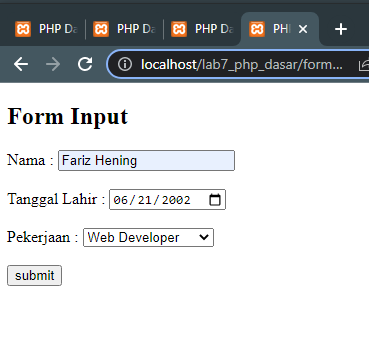 PHP Da
PHP Da
PHP Da
PH
localhost/lab7_php_dasar/form...
Form Input
Nama : Fariz Hening
Tanggal Lahir : 06/21/2002
Pekerjaan : Web Developer
submit